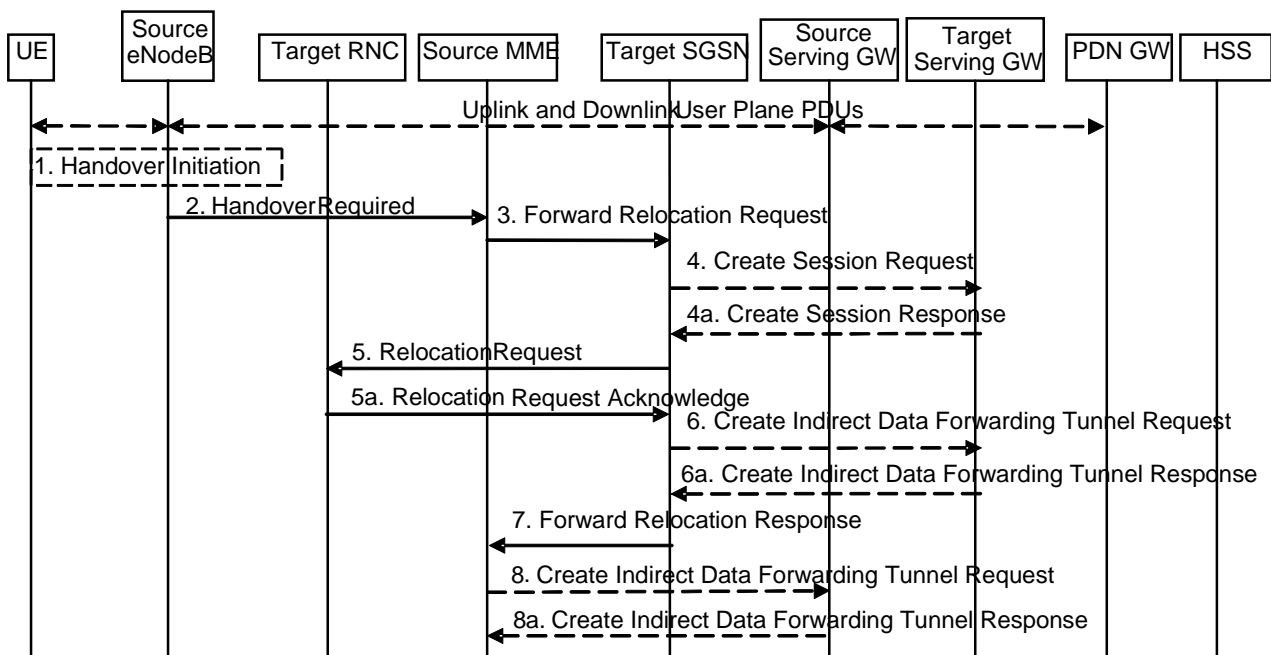 UE
Source
eNodeB
Target RNC
Source MME
Target SGSN
Source
Serving GW
Target
Serving GW
PDN GW
HSS
Uplink and Downlink User Plane PDUs
1. Handover Initiation
2. Handover Required
3. Forward Relocation Request
4. Create Session Request
4a. Create Session Response
5. Relocation Request
5a. Relocation Request Acknowledge
6. Create Indirect Data Forwarding Tunnel Request
6a. Create Indirect Data Forwarding Tunnel Response
7. Forward Relocation Response
8. Create Indirect Data Forwarding Tunnel Request
8a. Create Indirect Data Forwarding Tunnel Response